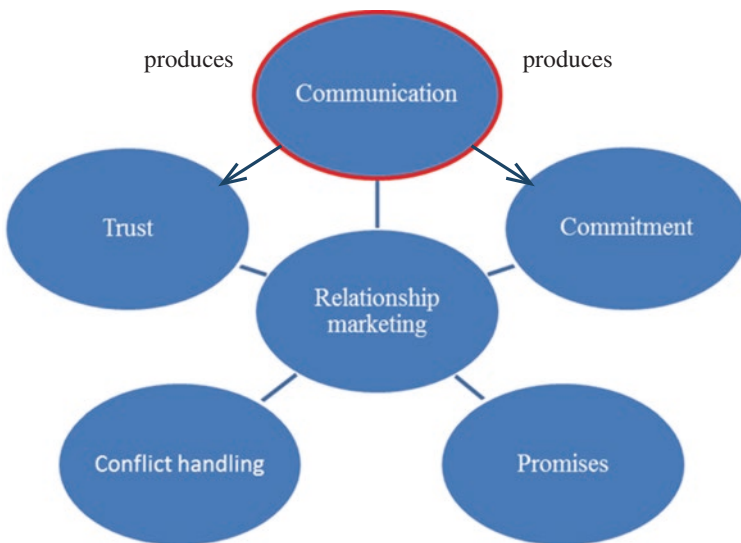 produces
produces
Communication
Trust
Commitment
Relationship
marketing
Conflict handling
Promises